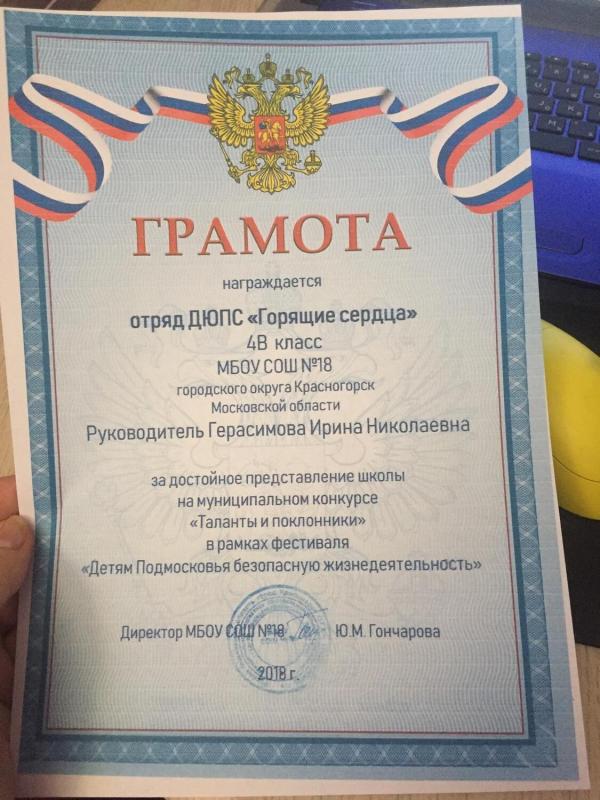 ГРАМОТА
награждается
отряд ДЮПС «Горящие сердца»
4В класс
МБОУ СОШ №18
городского округа Красногорск
Московской области
Руководитель Герасимова Ирина Николаевна
за достойное представление школы
на муниципальном конкурсе
«Таланты и поклонники»
в рамках фестиваля
«Детям Подмосковья безопасную жизнедеятельность»
Директор МБОУ СОШ №18 Ю.М. Гончарова
2018 г.